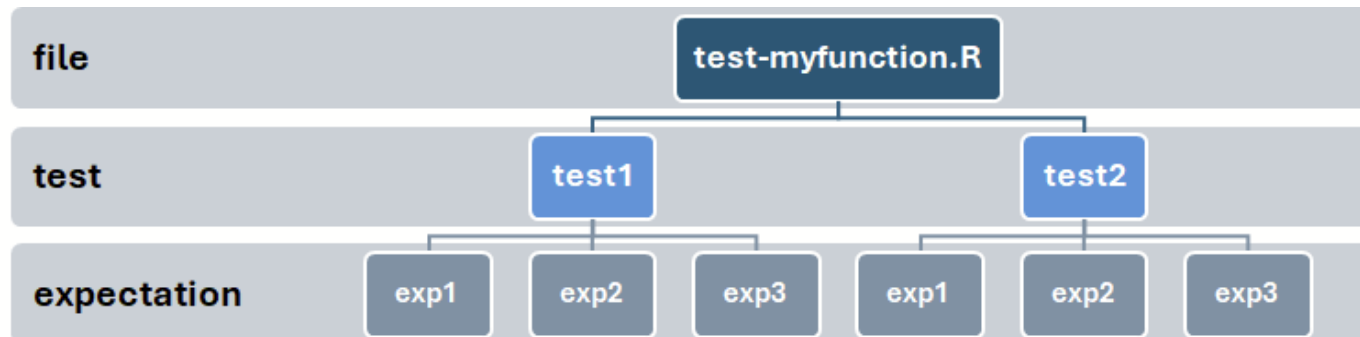 file
test-myfunction.R
test
test1
test2
expectation
exp1
exp2
exp3
exp1
exp2
exp3